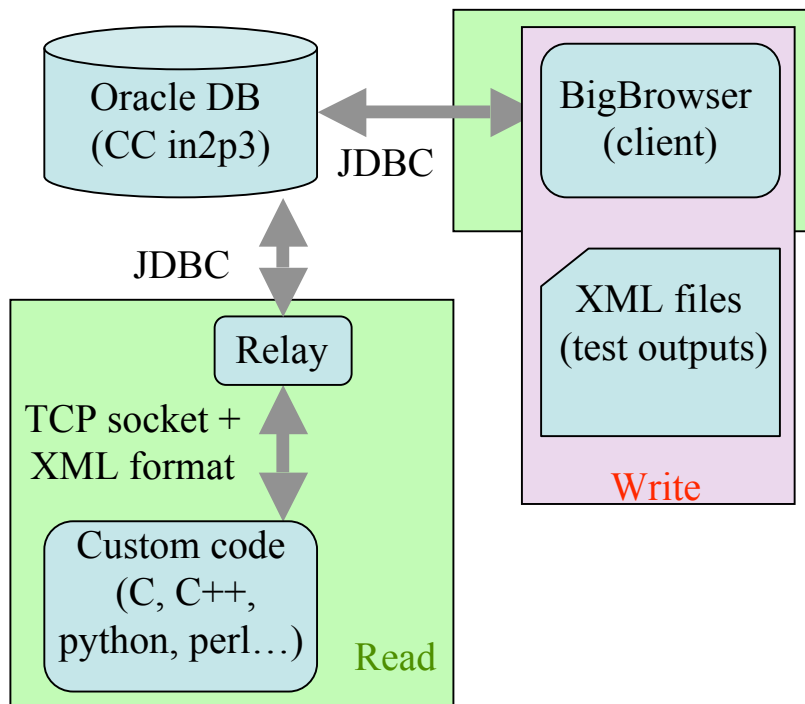 Oracle DB
(CC in2p3)
JDBC
BigBrowser
(client)
JDBC
XML files
(test outputs)
Write
Relay
TCP socket +
XML format
Custom code
(C, C++,
python, perl…)
Read